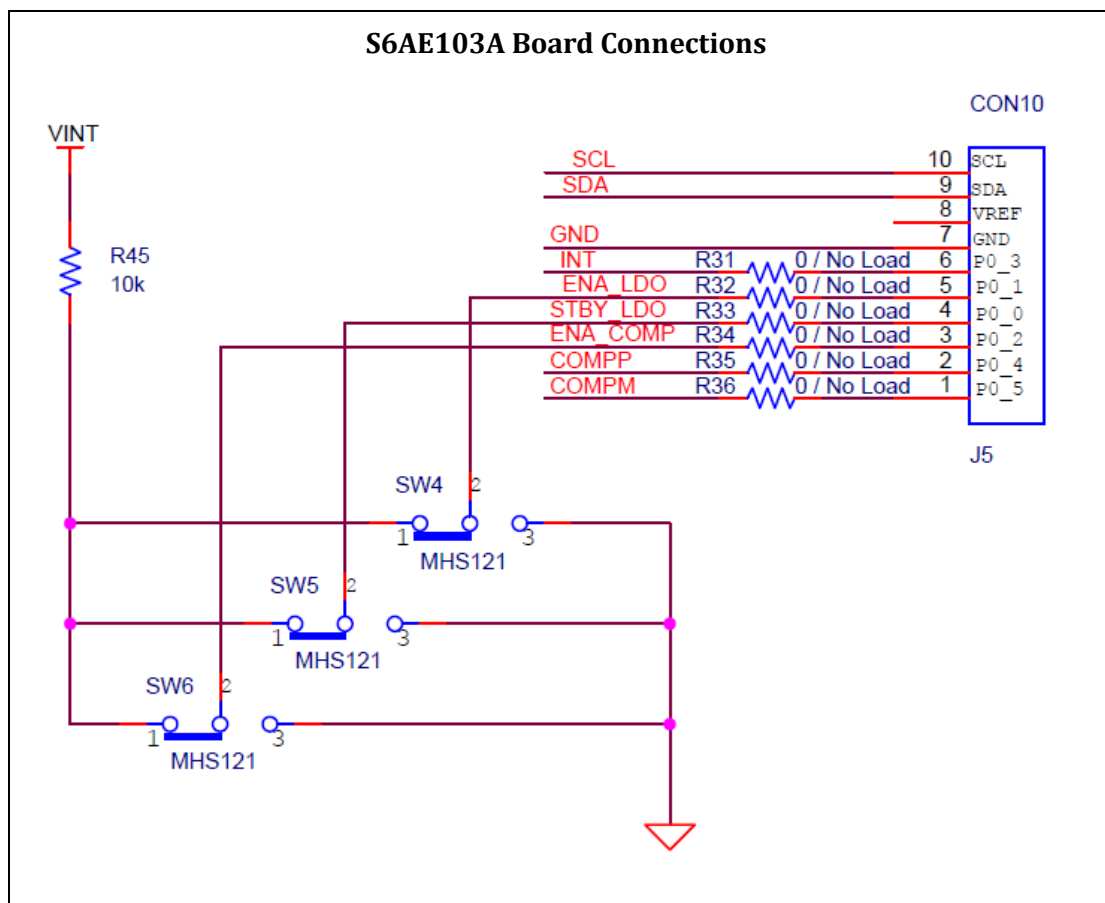 S6AE103A Board Connections
CON10
VINT
SCL 10 SCL
SDA 9 SDA
8 VREF
GND 7 GND
INT R31 0 / No Load 6 P0_3
ENA_LDO R32 0 / No Load 5 P0_1
STBY_LDO R33 0 / No Load 4 P0_0
ENA_COMP R34 0 / No Load 3 P0_2
COMPP R35 0 / No Load 2 P0_4
COMPM R36 0 / No Load 1 P0_5
R45
10k
J5
SW4 2
1 3
MHS121
SW5 2
1 3
MHS121
SW6 2
1 3
MHS121